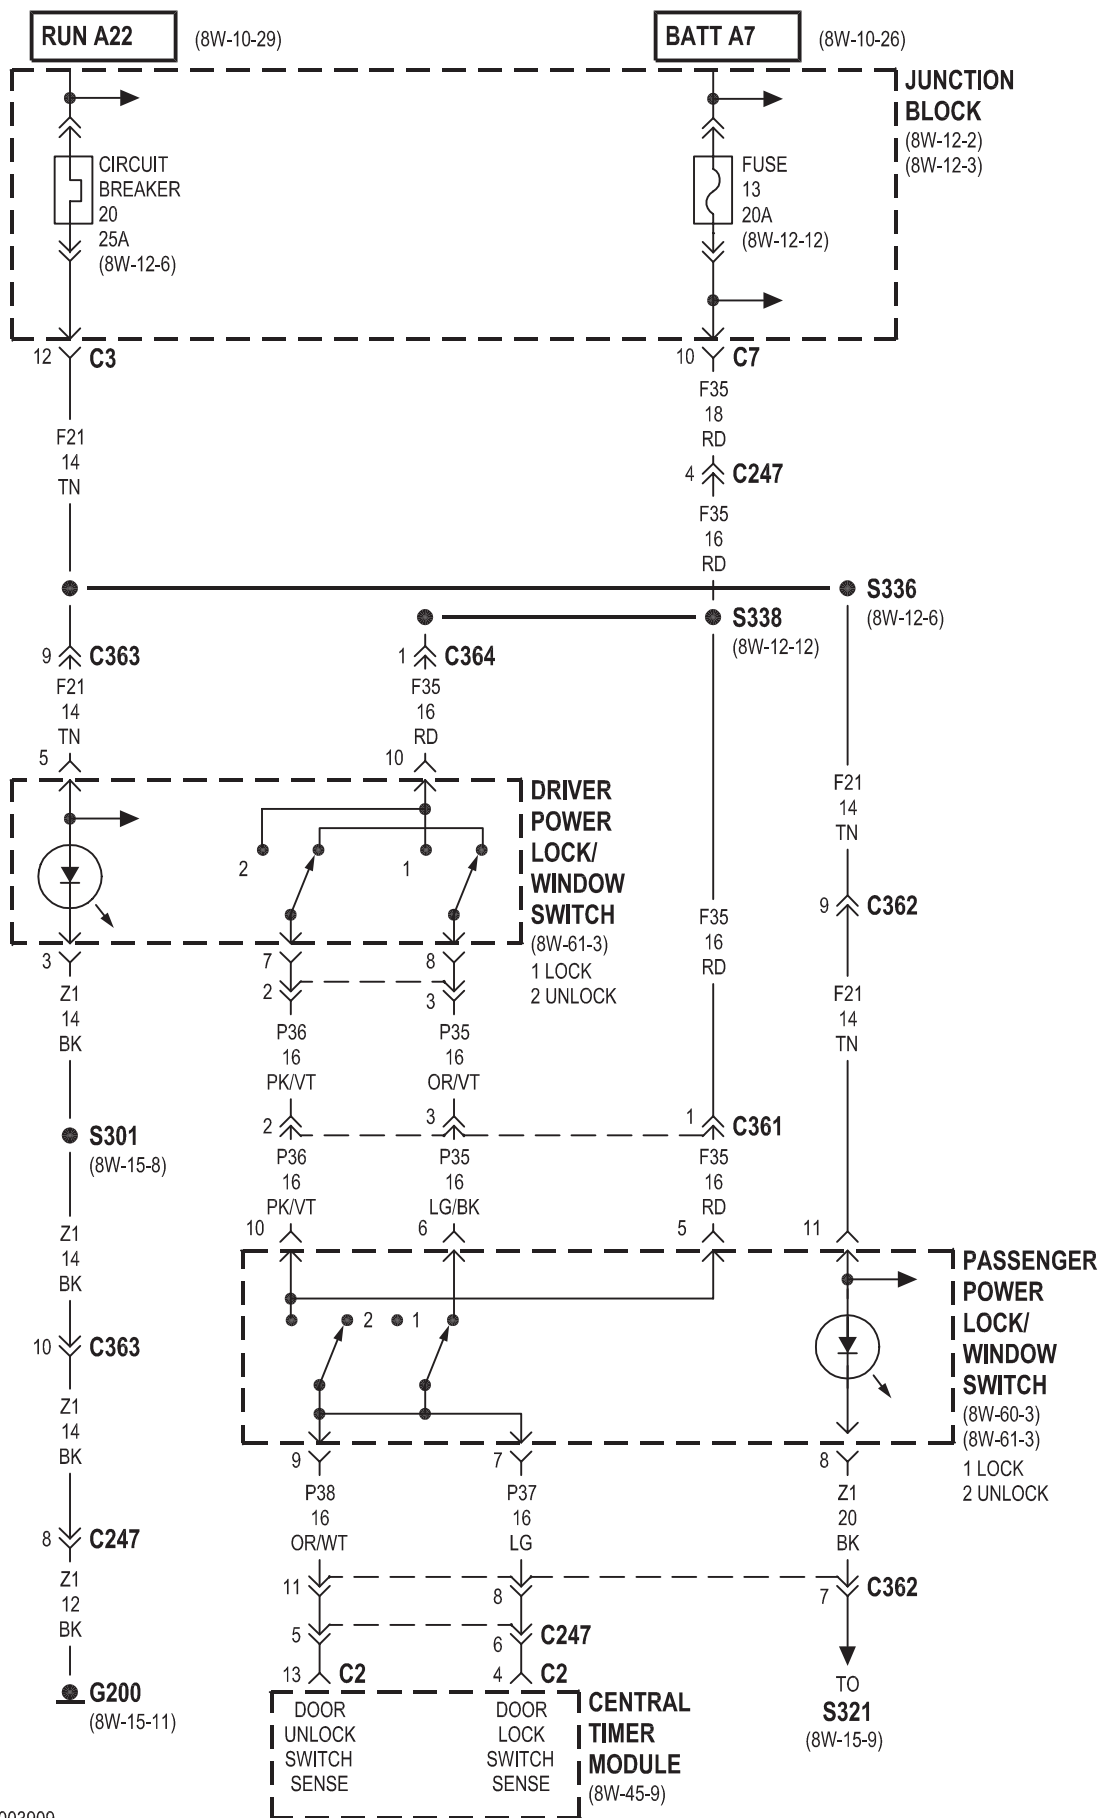 RUN A22
(8W-10-29)
BATT A7
(8W-10-26)
JUNCTION
BLOCK
(8W-12-2)
(8W-12-3)
CIRCUIT
BREAKER
20
25A
(8W-12-6)
FUSE
13
20A
(8W-12-12)
12
C3
10
C7
F21
14
TN
F35
18
RD
4
C247
F35
16
RD
S336
(8W-12-6)
S338
(8W-12-12)
9
C363
F21
14
TN
5
1
C364
F35
16
RD
10
DRIVER
POWER
LOCK/
WINDOW
SWITCH
(8W-61-3)
1 LOCK
2 UNLOCK
2
1
F21
14
TN
9
C362
F21
14
TN
F35
16
RD
3
Z1
14
BK
7
8
2
3
P36
16
PK/VT
P35
16
OR/VT
S301
(8W-15-8)
2
3
1
C361
P36
16
PK/VT
P35
16
LG/BK
F35
16
RD
10
6
5
11
Z1
14
BK
PASSENGER
POWER
LOCK/
WINDOW
SWITCH
(8W-60-3)
(8W-61-3)
1 LOCK
2 UNLOCK
2
1
10
C363
Z1
14
BK
9
7
8
P38
16
OR/WT
P37
16
LG
Z1
20
BK
8
C247
Z1
12
BK
11
8
7
C362
5
6
C247
13
C2
4
C2
G200
(8W-15-11)
TO
S321
(8W-15-9)
DOOR
UNLOCK
SWITCH
SENSE
DOOR
LOCK
SWITCH
SENSE
CENTRAL
TIMER
MODULE
(8W-45-9)